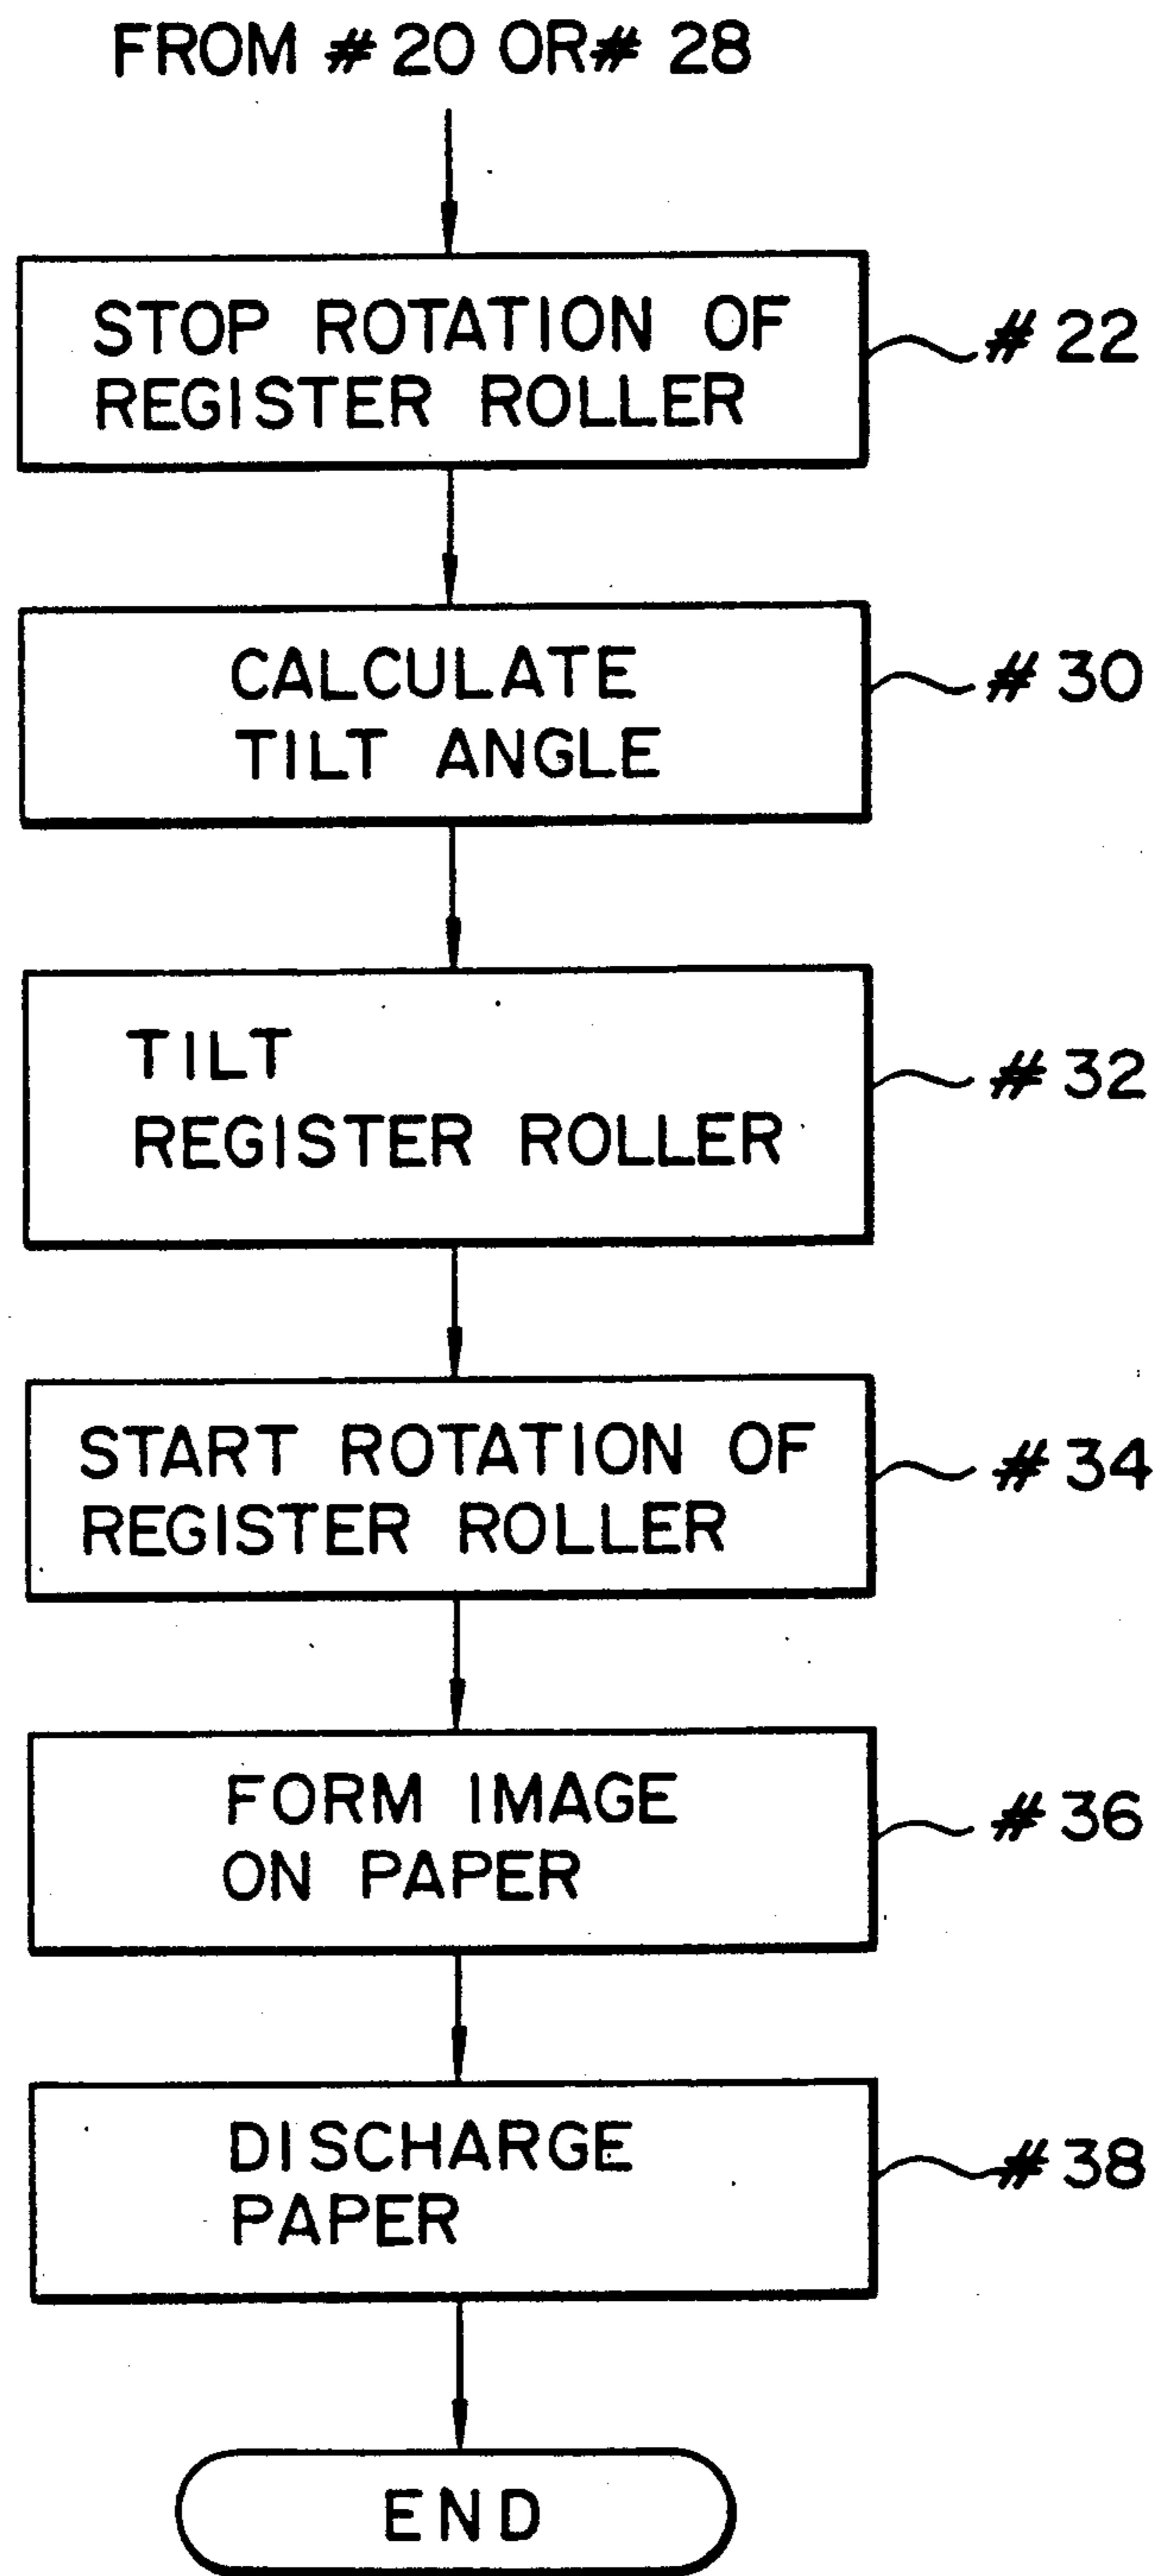 FROM #20 OR# 28
STOP ROTATION OF
REGISTER ROLLER
#22
CALCULATE
TILT ANGLE
#30
TILT
REGISTER ROLLER
#32
START ROTATION OF
REGISTER ROLLER
#34
FORM IMAGE
ON PAPER
#36
DISCHARGE
PAPER
#38
END